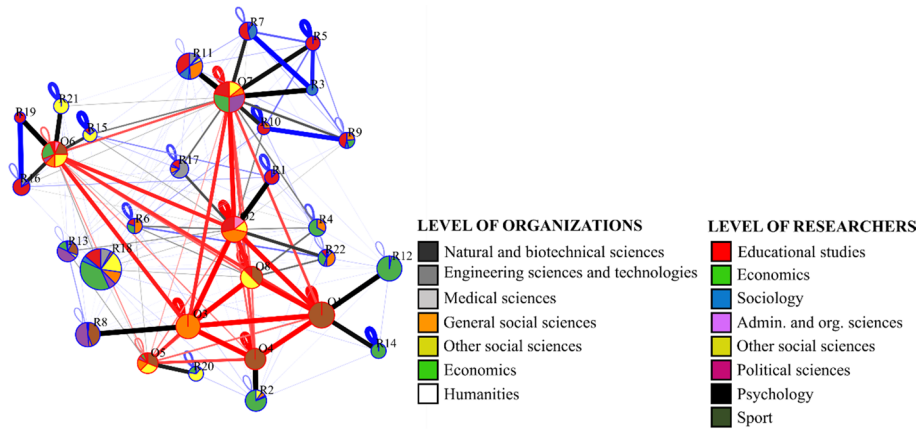 R7
R5
R11
R3
O7
R21
R19
R10
R15
R9
O6
R17
R1
R16
R6
O2
R4
R13
R18
R22
R12
O8
O1
O3
R8
R14
O5
O4
R20
R2
LEVEL OF ORGANIZATIONS
Natural and biotechnical sciences
Engineering sciences and technologies
Medical sciences
General social sciences
Other social sciences
Economics
Humanities
LEVEL OF RESEARCHERS
Educational studies
Economics
Sociology
Admin. and org. sciences
Other social sciences
Political sciences
Psychology
Sport